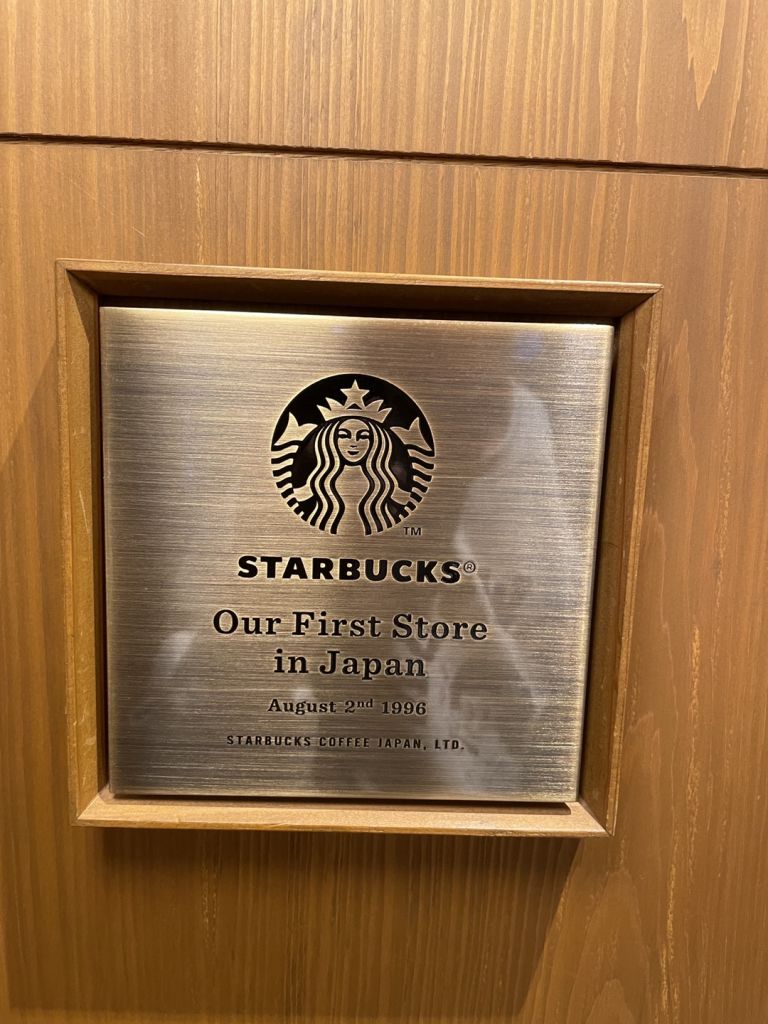 TM
STARBUCKS®
Our First Store
in Japan
August 2nd 1996
STARBUCKS COFFEE JAPAN, LTD.